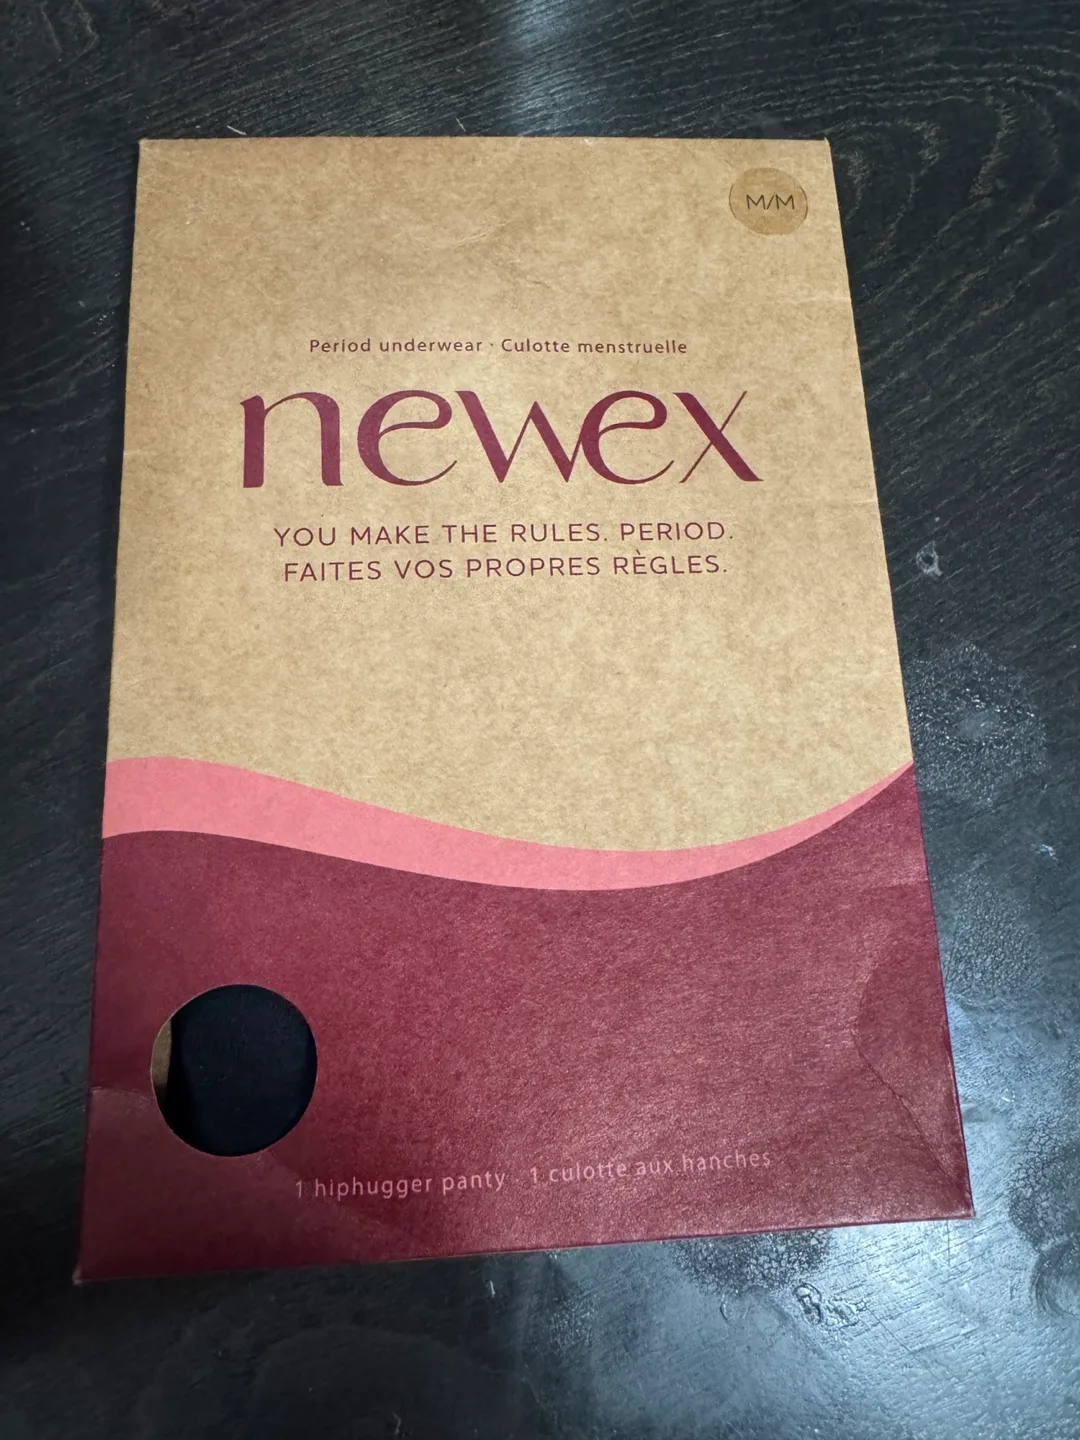 M/M
Period underwear · Culotte menstruelle
newex
YOU MAKE THE RULES. PERIOD.
FAITES VOS PROPRES RÈGLES.
1 hiphugger panty 1 culotte aux hanches